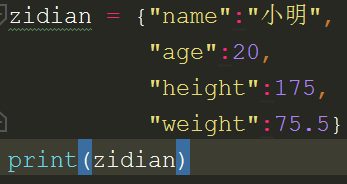 zidian = {"name":"小明",
"age":20,
"height":175,
"weight":75.5}
print(zidian)